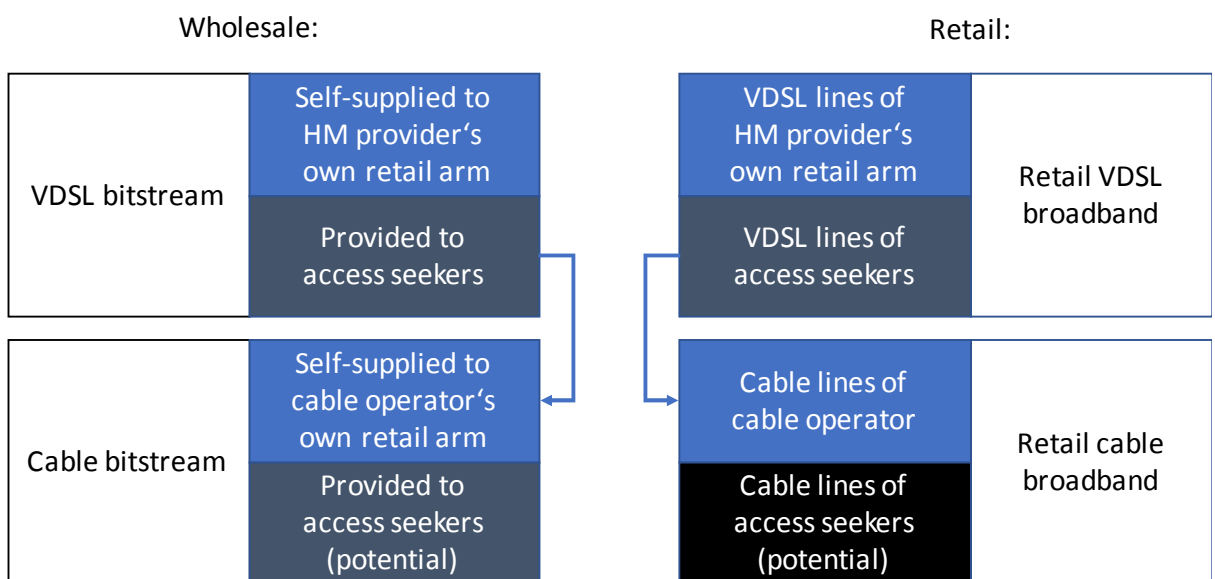 Wholesale:
Retail:
VDSL bitstream
Self-supplied to
HM provider‘s
own retail arm
Provided to
access seekers
VDSL lines of
HM provider‘s
own retail arm
VDSL lines of
access seekers
Retail VDSL
broadband
Cable bitstream
Self-supplied to
cable operator‘s
own retail arm
Provided to
access seekers
(potential)
Cable lines of
cable operator
Cable lines of
access seekers
(potential)
Retail cable
broadband